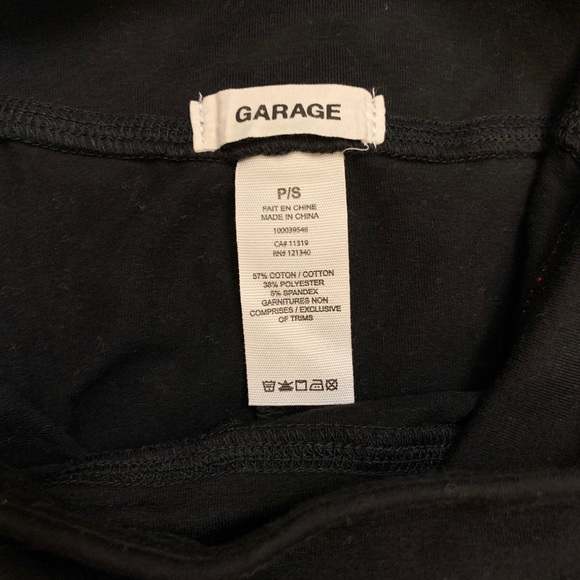 GARAGE
P/S
FAIT EN CHINE
MADE IN CHINA
100039546
CA# 11319
RN# 121340
57% COTON / COTTON
38% POLYESTER
5% SPANDEX
GARNITURES NON
COMPRISES / EXCLUSIVE
OF TRIMS